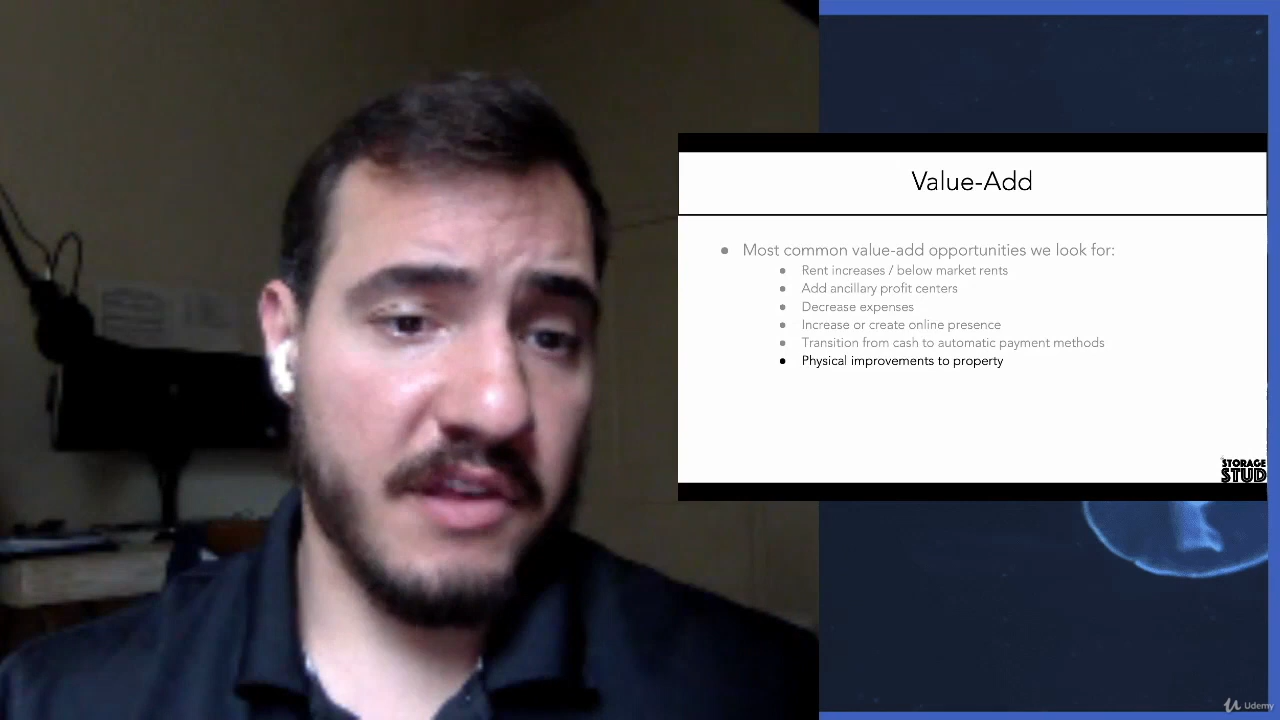 Value-Add
Most common value-add opportunities we look for:
Rent increases / below market rents
Add ancillary profit centers
Decrease expenses
Increase or create online presence
Transition from cash to automatic payment methods
Physical improvements to property
STORAGE
STUD
Udemy